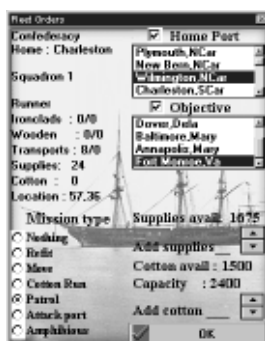 Fleet Orders
Confederacy
Home : Charleston
Squadron 1
Runner
Ironclads : 0/0
Wooden : 0/0
Transports : 8/0
Supplies: 24
Cotton : 0
Location : 57,36
Home Port
Plymouth,NCar
New Bern,NCar
Wilmington,NCar
Charleston,SCar
Objective
Dover,Dela
Baltimore,Mary
Annapolis,Mary
Fort Monroe,Va
Mission type
Nothing
Refit
Move
Cotton Run
Patrol
Attack port
Amphibious
Supplies avail: 1675
Add supplies
Cotton avail : 1500
Capacity : 2400
Add cotton
OK